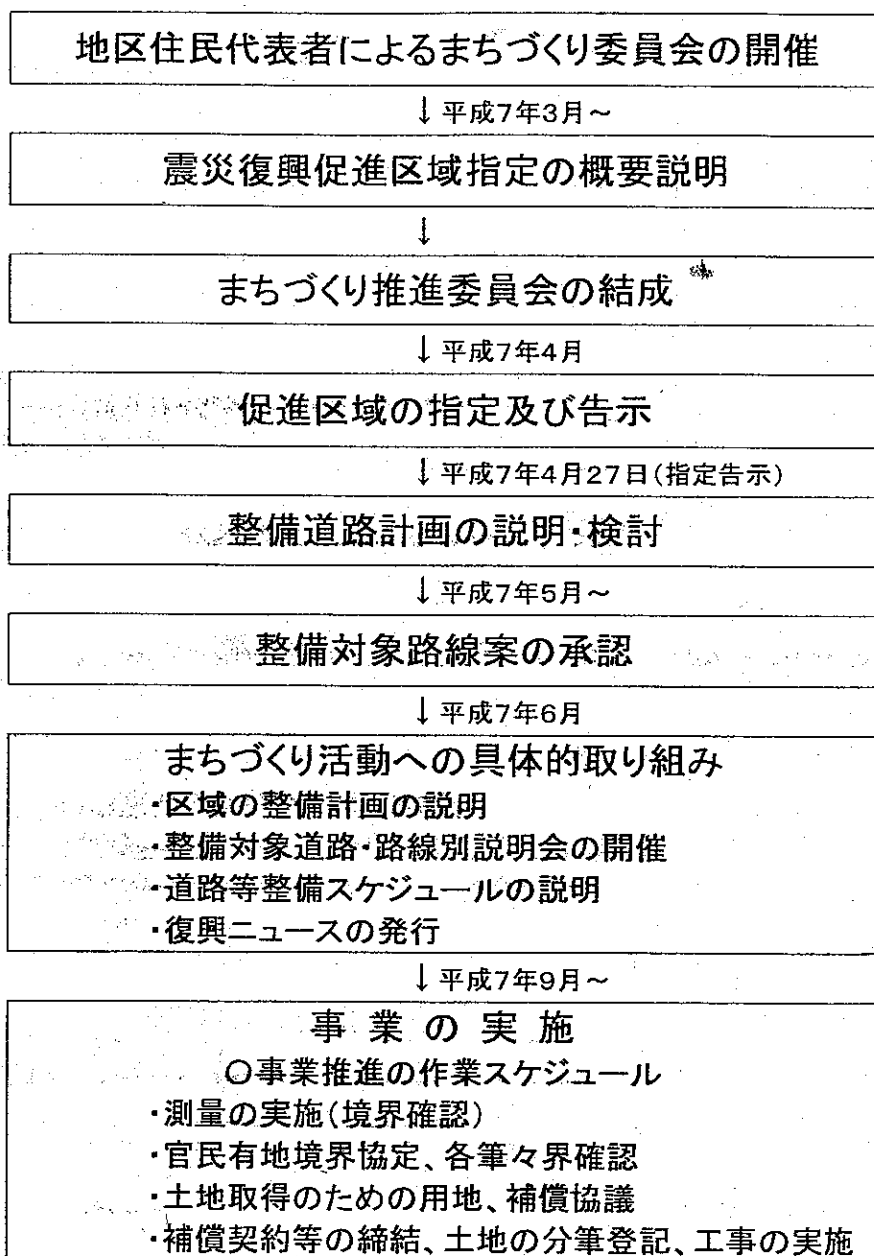 地区住民代表者によるまちづくり委員会の開催
↓ 平成7年3月～
震災復興促進区域指定の概要説明
↓
まちづくり推進委員会の結成
↓ 平成7年4月
促進区域の指定及び告示
↓ 平成7年4月27日(指定告示)
整備道路計画の説明・検討
↓ 平成7年5月～
整備対象路線案の承認
↓ 平成7年6月
まちづくり活動への具体的取り組み
・区域の整備計画の説明
・整備対象道路・路線別説明会の開催
・道路等整備スケジュールの説明
・復興ニュースの発行
↓ 平成7年9月～
事 業 の 実 施
〇事業推進の作業スケジュール
・測量の実施(境界確認)
・官民有地境界協定、各筆々界確認
・土地取得のための用地、補償協議
・補償契約等の締結、土地の分筆登記、工事の実施